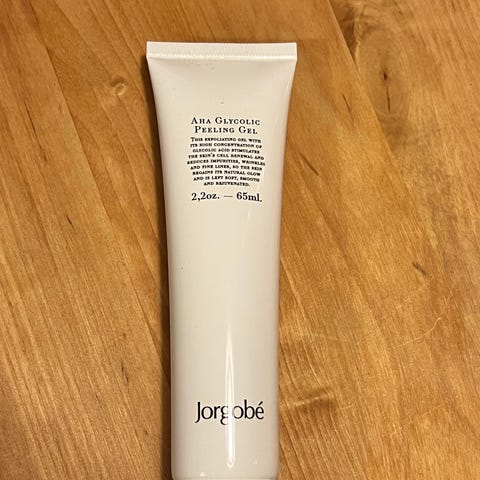 AHA GLYCOLIC
PEELING GEL
THIS EXFOLIATING GEL WITH
ITS HIGH CONCENTRATION OF
GLYCOLIC ACID STIMULATES
THE SKIN'S CELL RENEWAL AND
REDUCES IMPURITIES, WRINKLES
AND FINE LINES, SO THE SKIN
REGAINS ITS NATURAL GLOW
AND IS LEFT SOFT, SMOOTH
AND REJUVENATED.
2,2oz. — 65ml.
Jorgobé